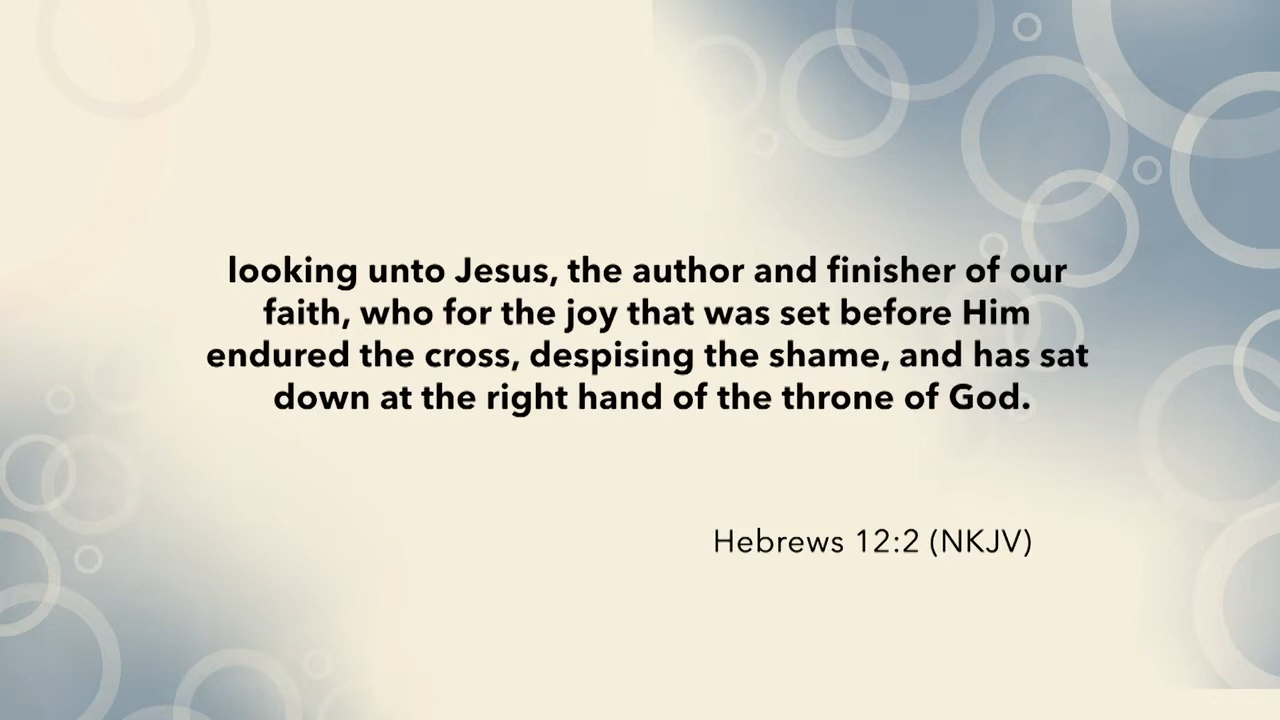 looking unto Jesus, the author and finisher of our
faith, who for the joy that was set before Him
endured the cross, despising the shame, and has sat
down at the right hand of the throne of God.
Hebrews 12:2 (NKJV)